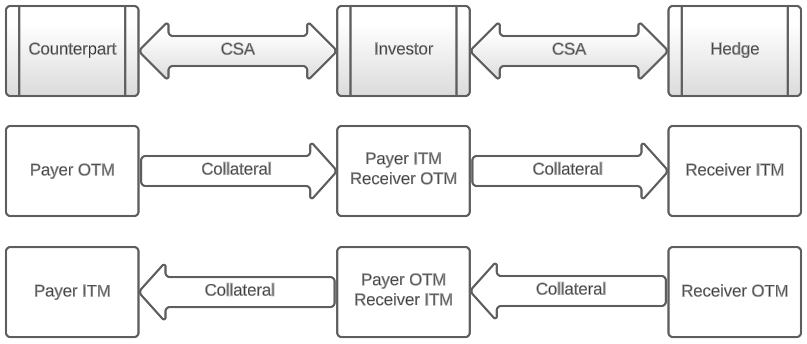 Counterpart
CSA
Investor
CSA
Hedge
Payer OTM
Collateral
Payer ITM
Receiver OTM
Collateral
Receiver ITM
Payer ITM
Collateral
Payer OTM
Receiver ITM
Collateral
Receiver OTM